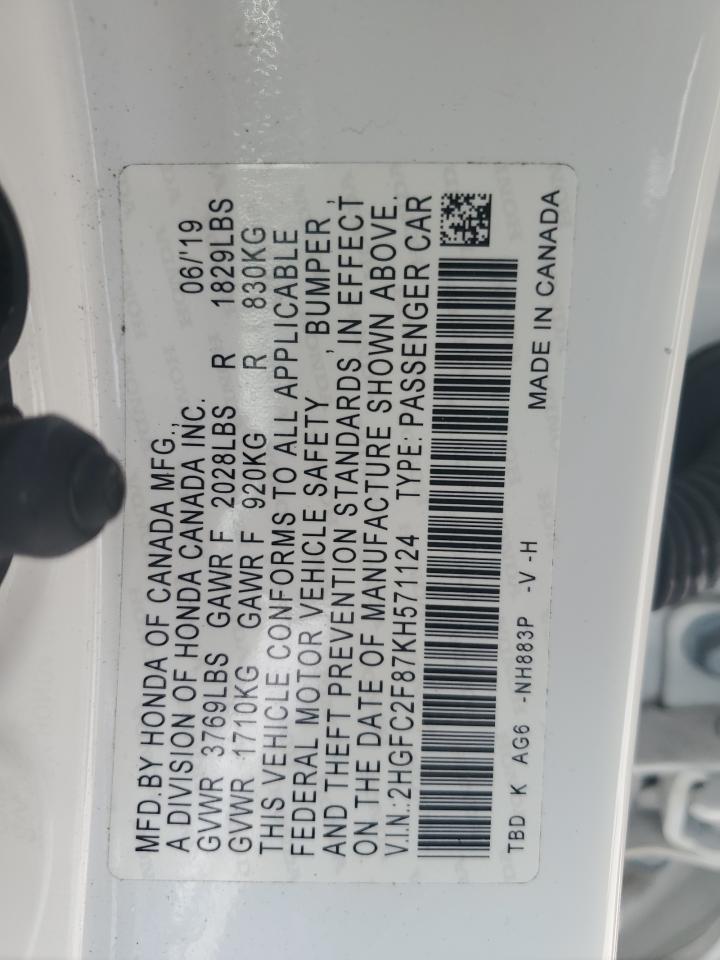 MFD. BY HONDA OF CANADA MFG.,
A DIVISION OF HONDA CANADA INC. 06/'19
GVWR 3769LBS GAWR F 2028LBS R 1829LBS
GVWR 1710KG GAWR F 920KG R 830KG
THIS VEHICLE CONFORMS TO ALL APPLICABLE
FEDERAL MOTOR VEHICLE SAFETY, BUMPER,
AND THEFT PREVENTION STANDARDS IN EFFECT
ON THE DATE OF MANUFACTURE SHOWN ABOVE.
V.I.N.:2HGFC2F87KH571124 TYPE: PASSENGER CAR
TBD K AG6 -NH883P -V -H MADE IN CANADA